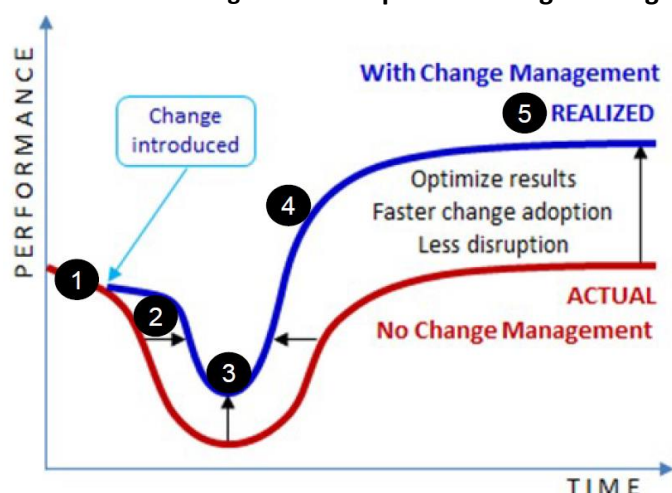 PERFORMANCE
With Change Management
5 REALIZED
Change
introduced
4
Optimize results
Faster change adoption
Less disruption
1
2
ACTUAL
No Change Management
3
TIME